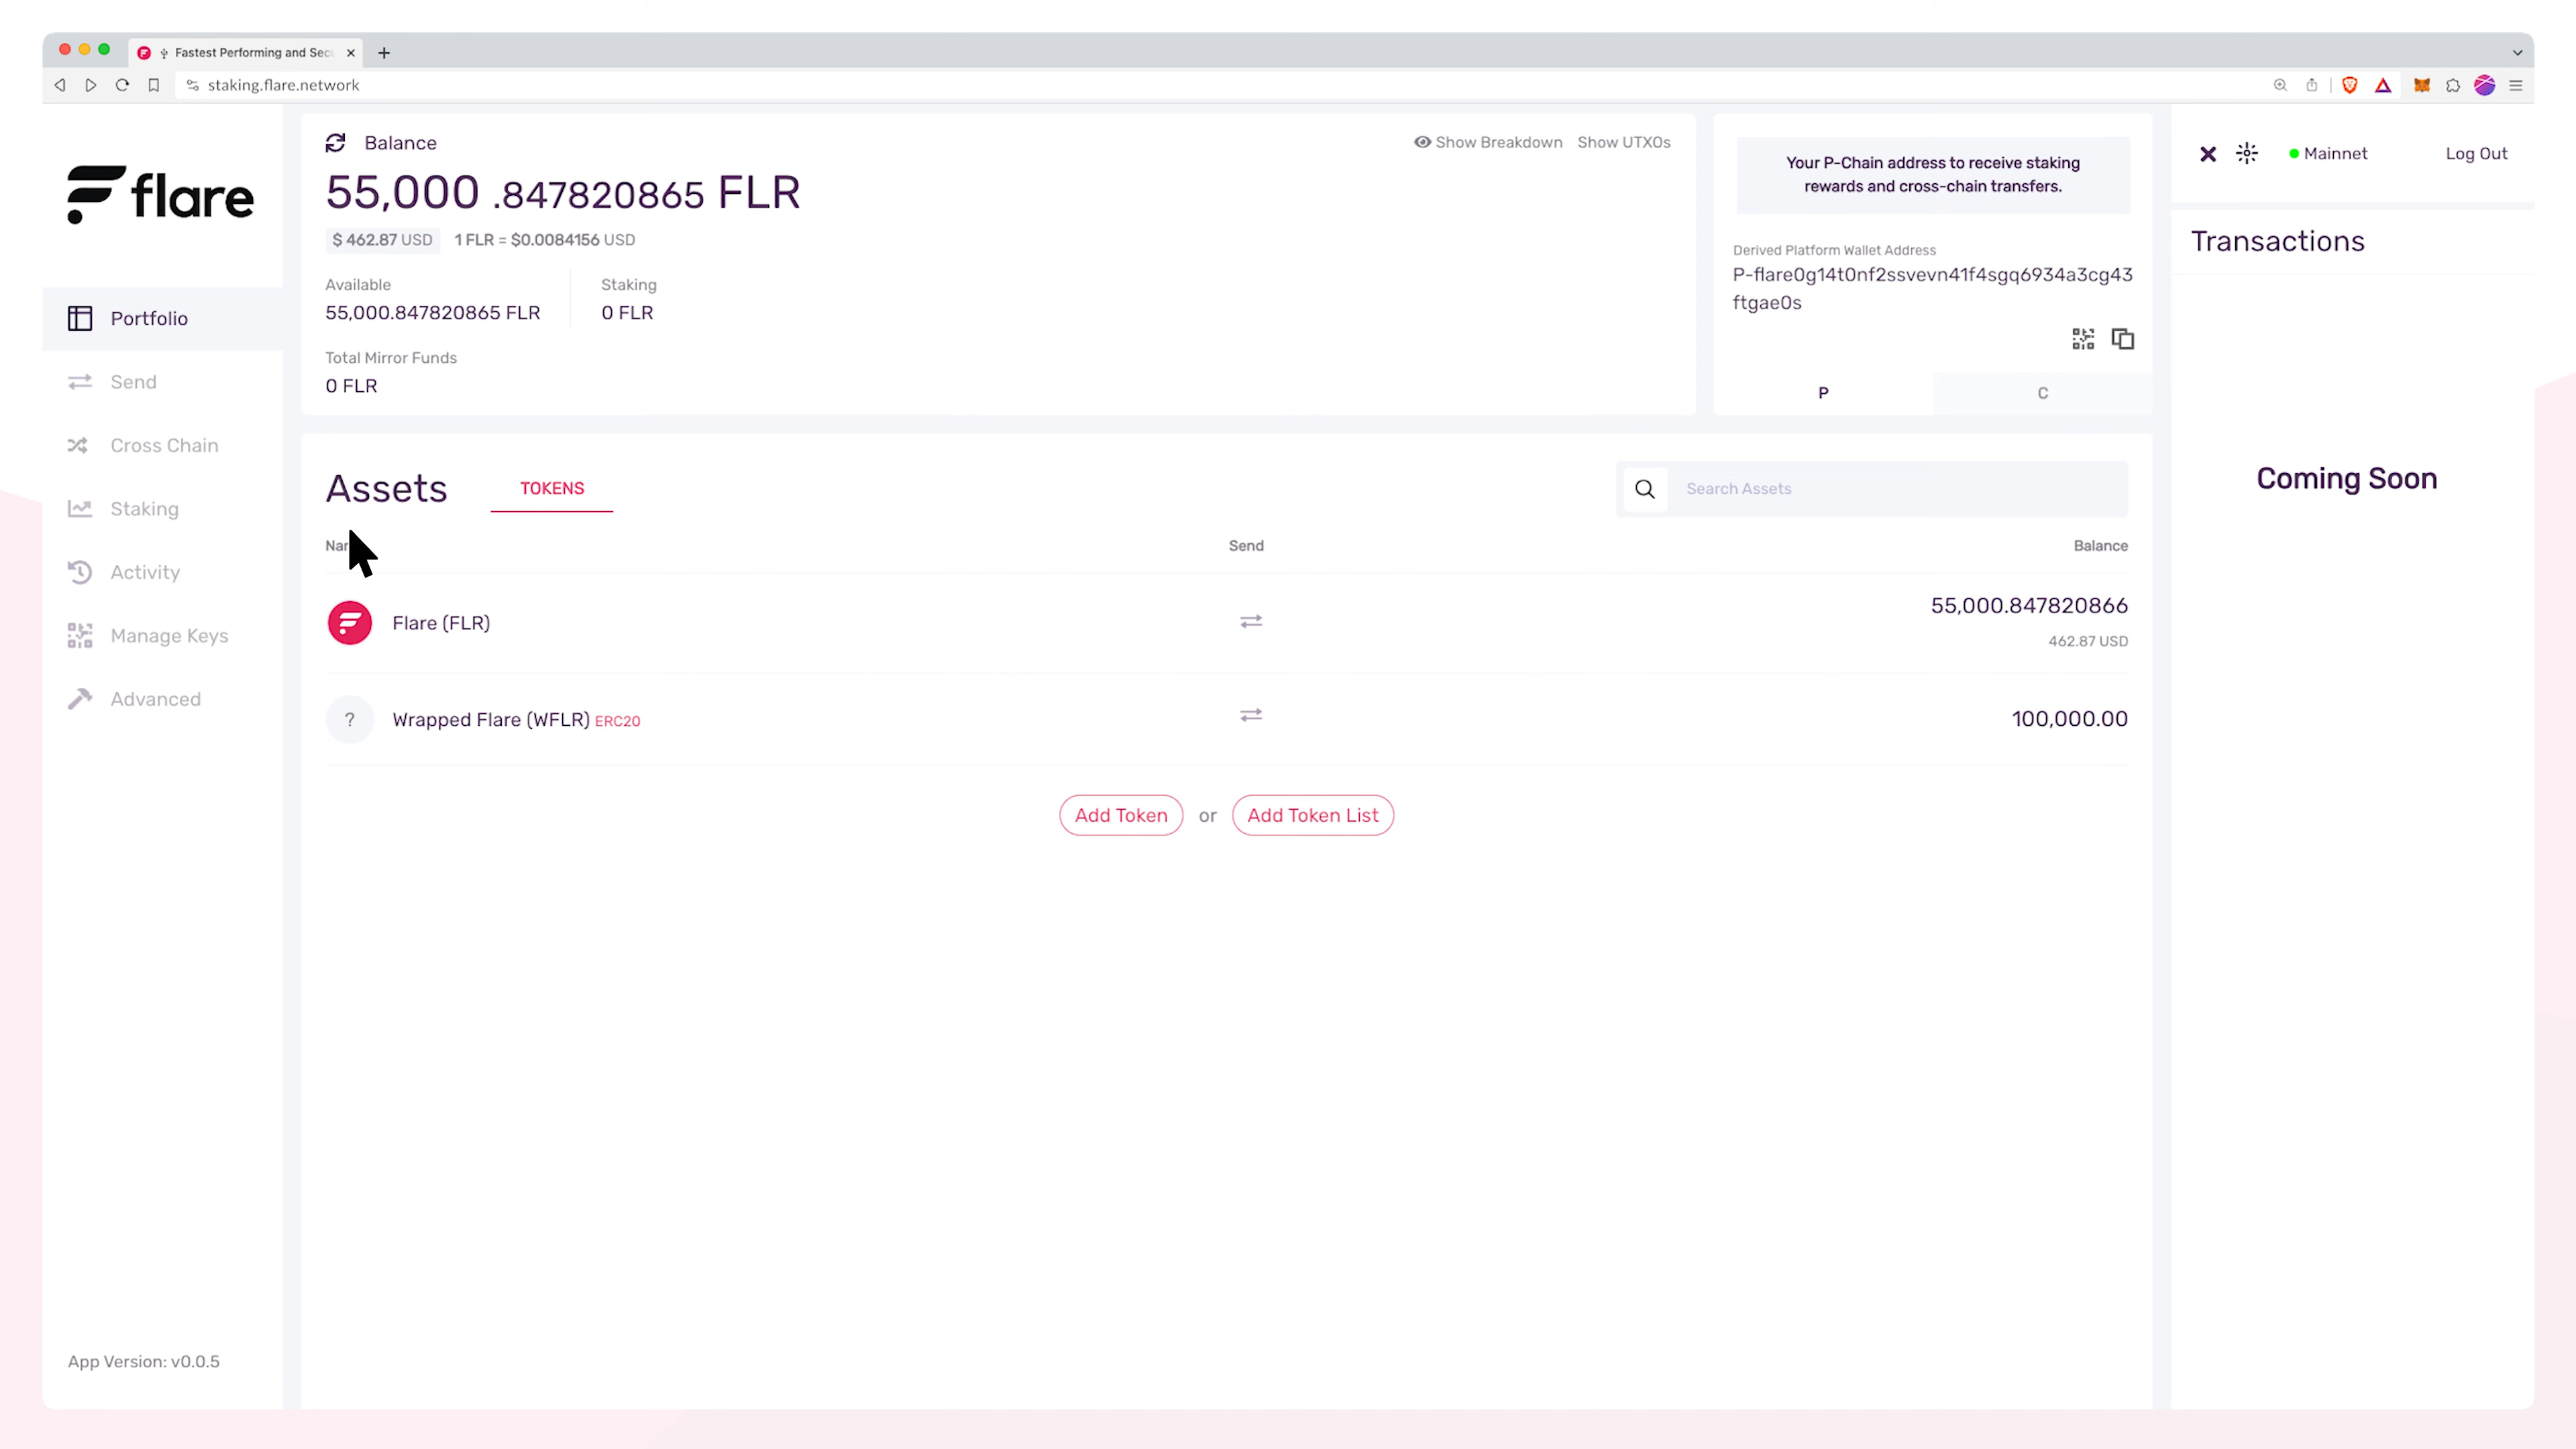 Fastest Performing and Sec
staking.flare.network
flare
Portfolio
Send
Cross Chain
Staking
Activity
Manage Keys
Advanced
App Version: v0.0.5
Balance
Show Breakdown
Show UTXOs
55,000 .847820865 FLR
$ 462.87 USD
1 FLR = $0.0084156 USD
Available
55,000.847820865 FLR
Staking
0 FLR
Total Mirror Funds
0 FLR
Your P-Chain address to receive staking
rewards and cross-chain transfers.
Derived Platform Wallet Address
P-flare0g14t0nf2ssvevn41f4sgq6934a3cg43
ftgae0s
P
C
Assets
TOKENS
Search Assets
Send
Balance
Flare (FLR)
55,000.847820866
462.87 USD
?
Wrapped Flare (WFLR) ERC20
100,000.00
Add Token
or
Add Token List
Mainnet
Log Out
Transactions
Coming Soon